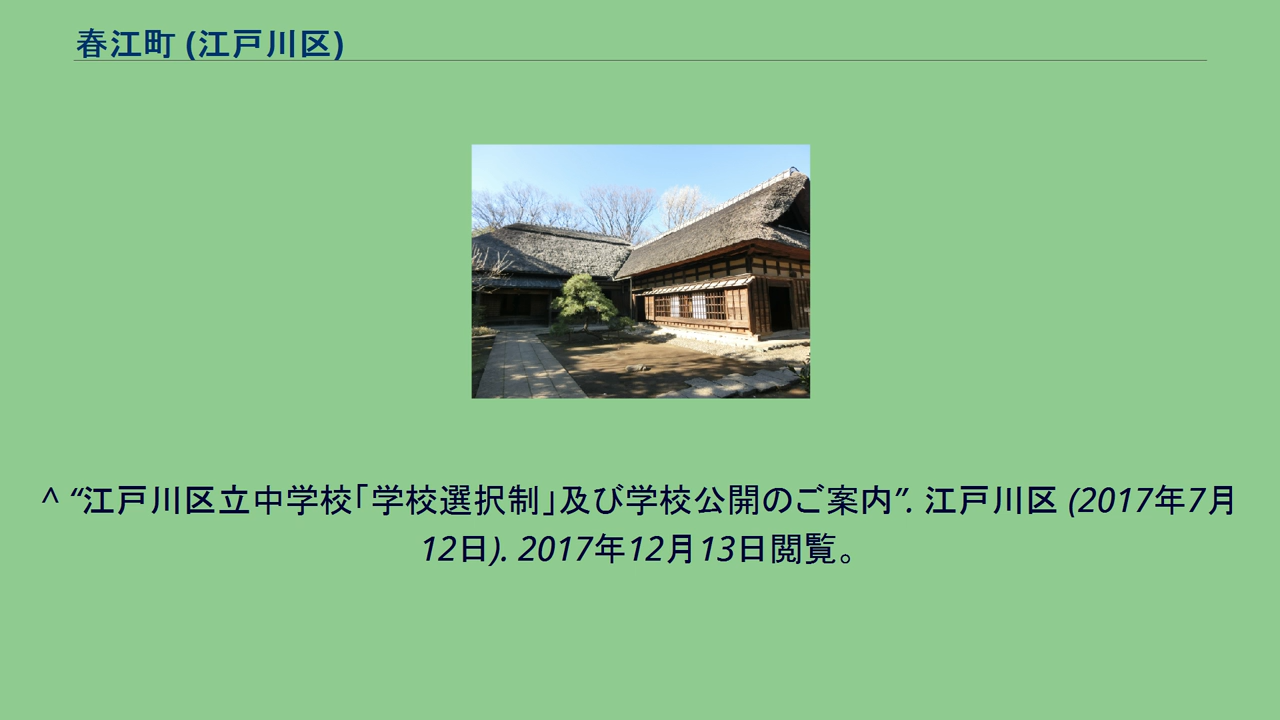 春江町 (江戸川区)
^ “江戸川区立中学校｢学校選択制｣及び学校公開のご案内”. 江戸川区 (2017年7月
12日). 2017年12月13日閲覧。